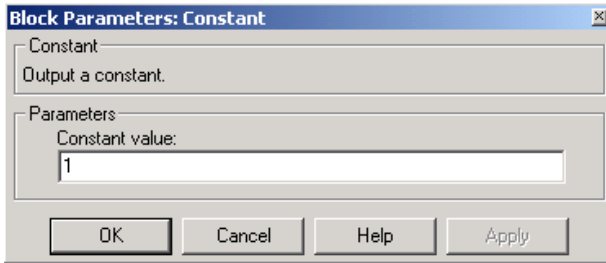 Block Parameters: Constant
Constant
Output a constant.
Parameters
Constant value:
1
OK Cancel Help Apply